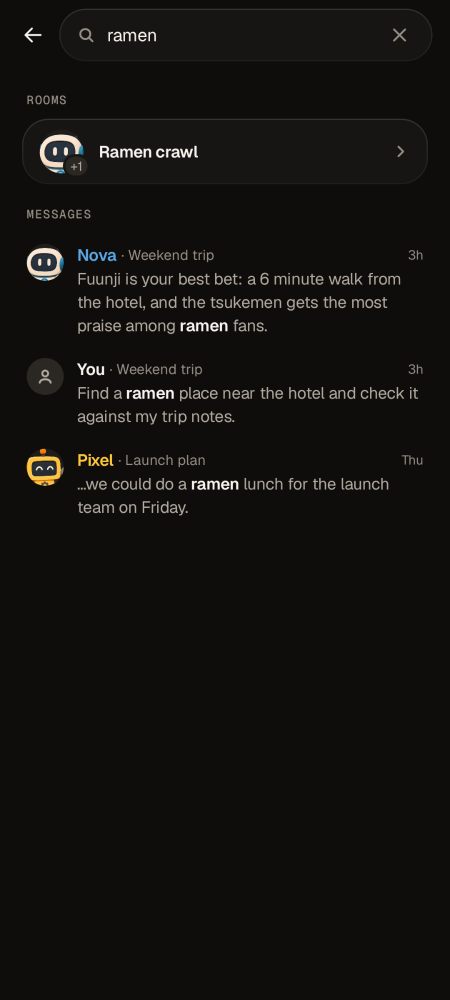 ramen
ROOMS
+1
Ramen crawl
MESSAGES
Nova · Weekend trip 3h
Fuunji is your best bet: a 6 minute walk from
the hotel, and the tsukemen gets the most
praise among ramen fans.
You · Weekend trip 3h
Find a ramen place near the hotel and check it
against my trip notes.
Pixel · Launch plan Thu
...we could do a ramen lunch for the launch
team on Friday.